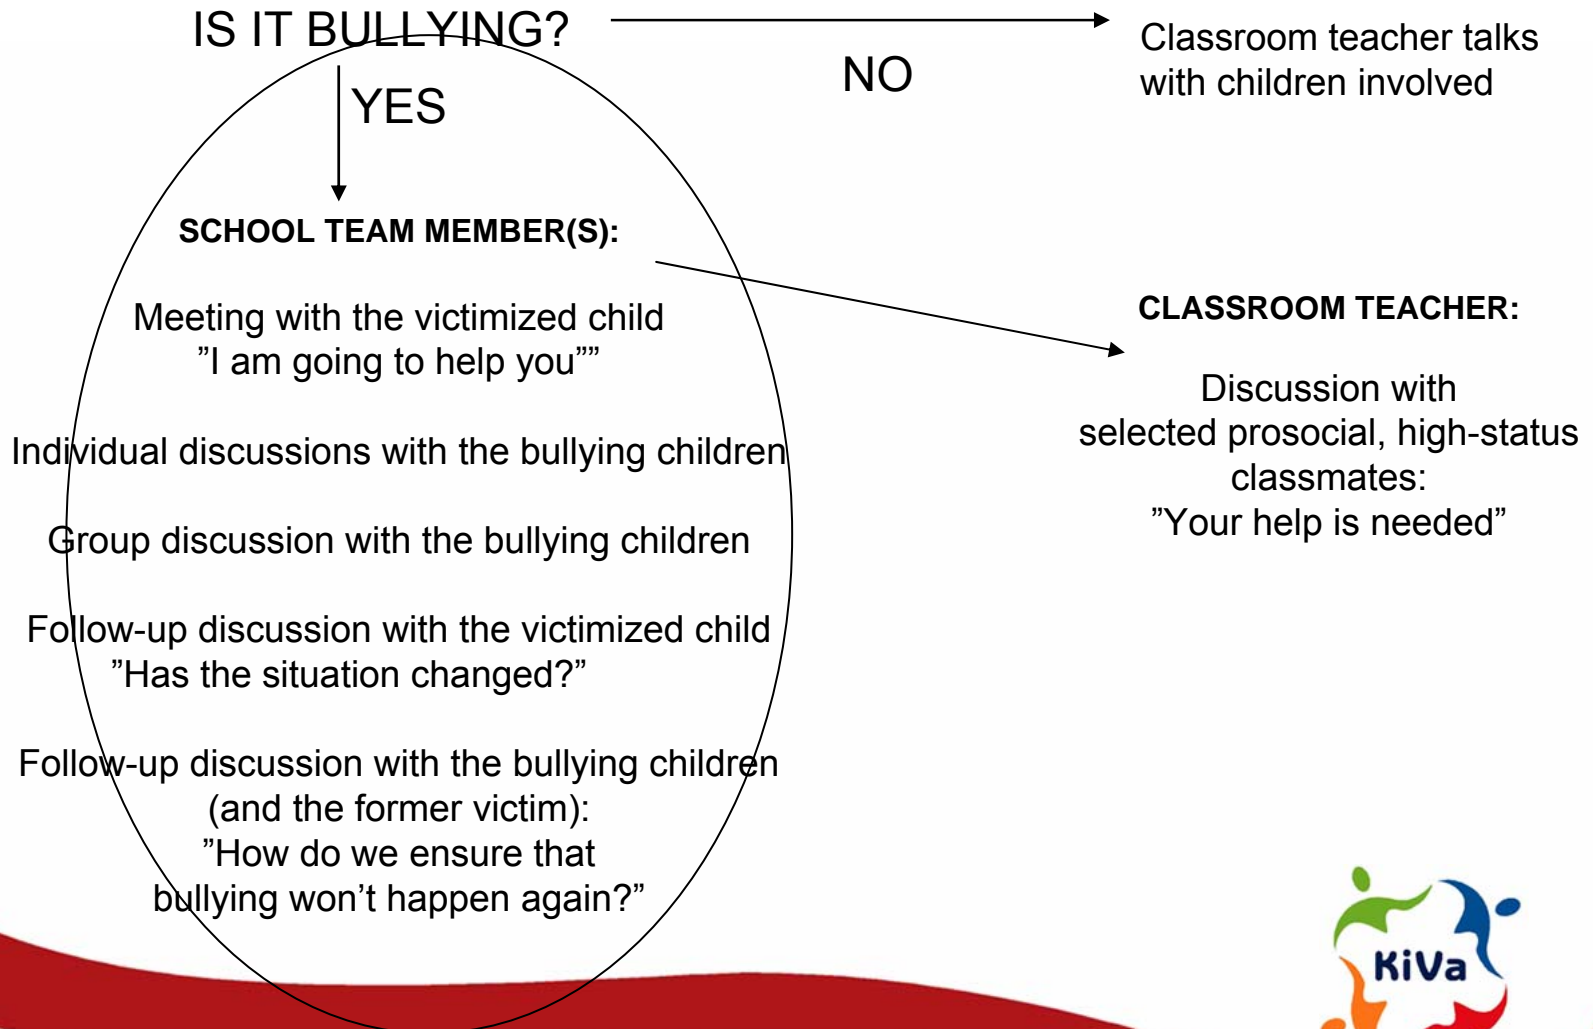 IS IT BULLYING?
NO
Classroom teacher talks
with children involved
YES
SCHOOL TEAM MEMBER(S):
Meeting with the victimized child
”I am going to help you””
Individual discussions with the bullying children
Group discussion with the bullying children
Follow-up discussion with the victimized child
”Has the situation changed?”
Follow-up discussion with the bullying children
(and the former victim):
”How do we ensure that
bullying won’t happen again?”
CLASSROOM TEACHER:
Discussion with
selected prosocial, high-status
classmates:
”Your help is needed”
KiVa